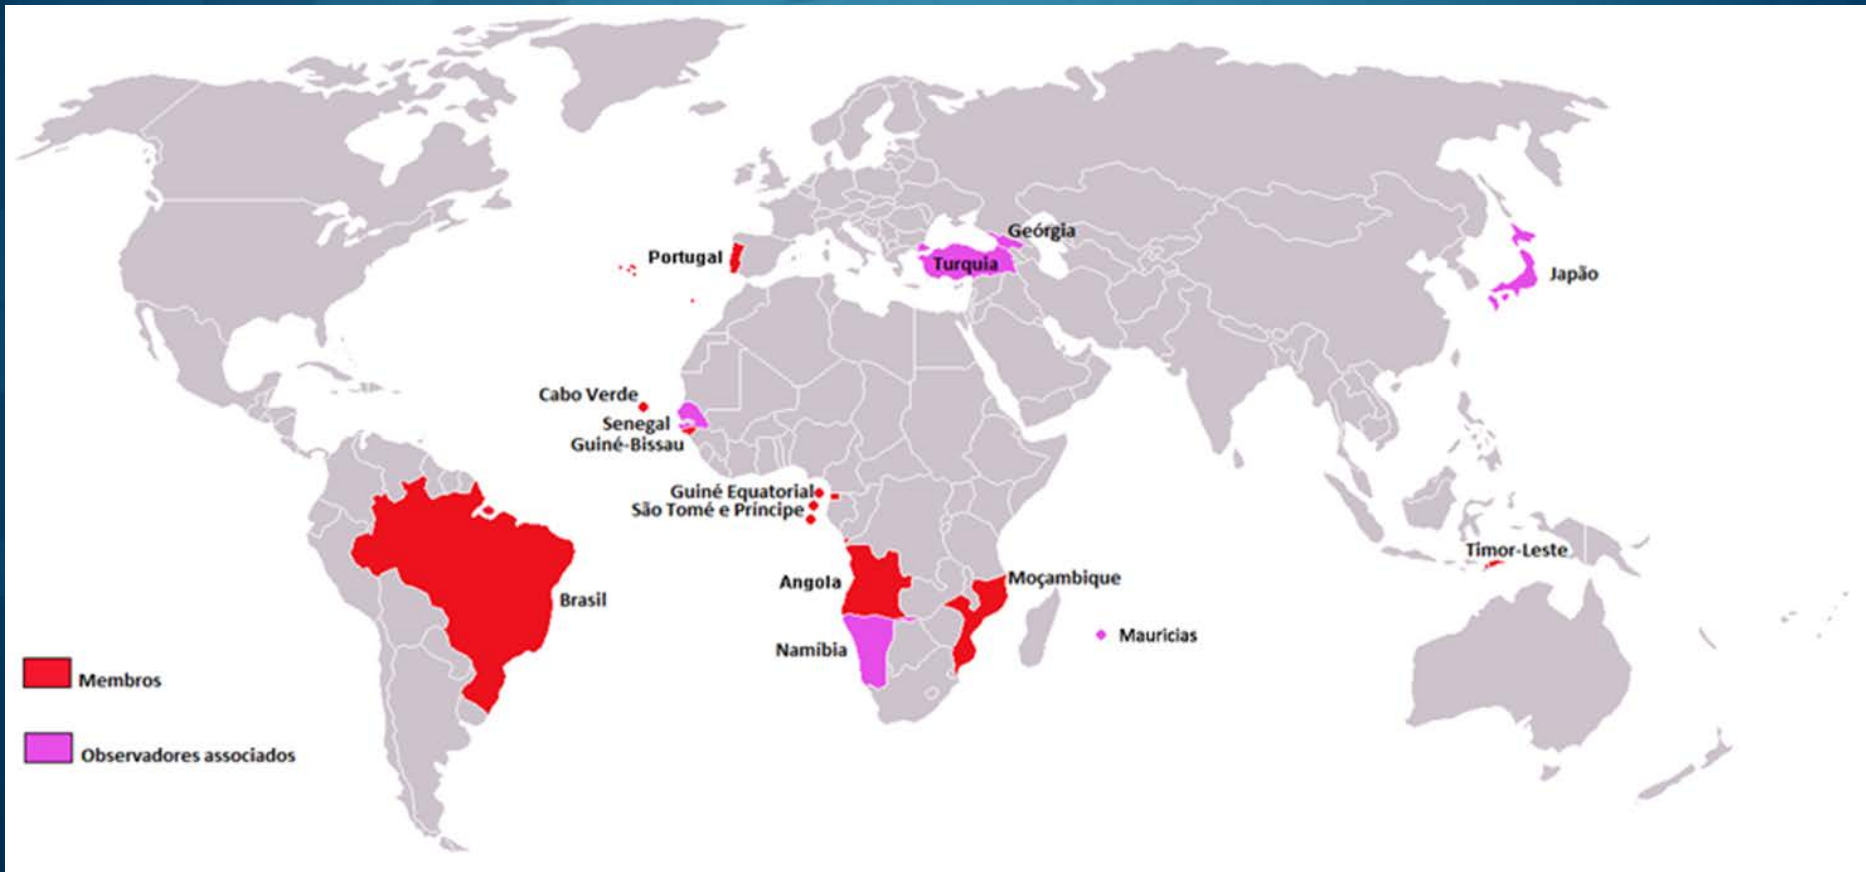 Geórgia
Portugal
Turquia
Japão
Cabo Verde
Senegal
Guiné-Bissau
Guiné Equatorial
São Tomé e Príncipe
Timor-Leste
Angola
Moçambique
Brasil
Mauricias
Namíbia
Membros
Observadores associados